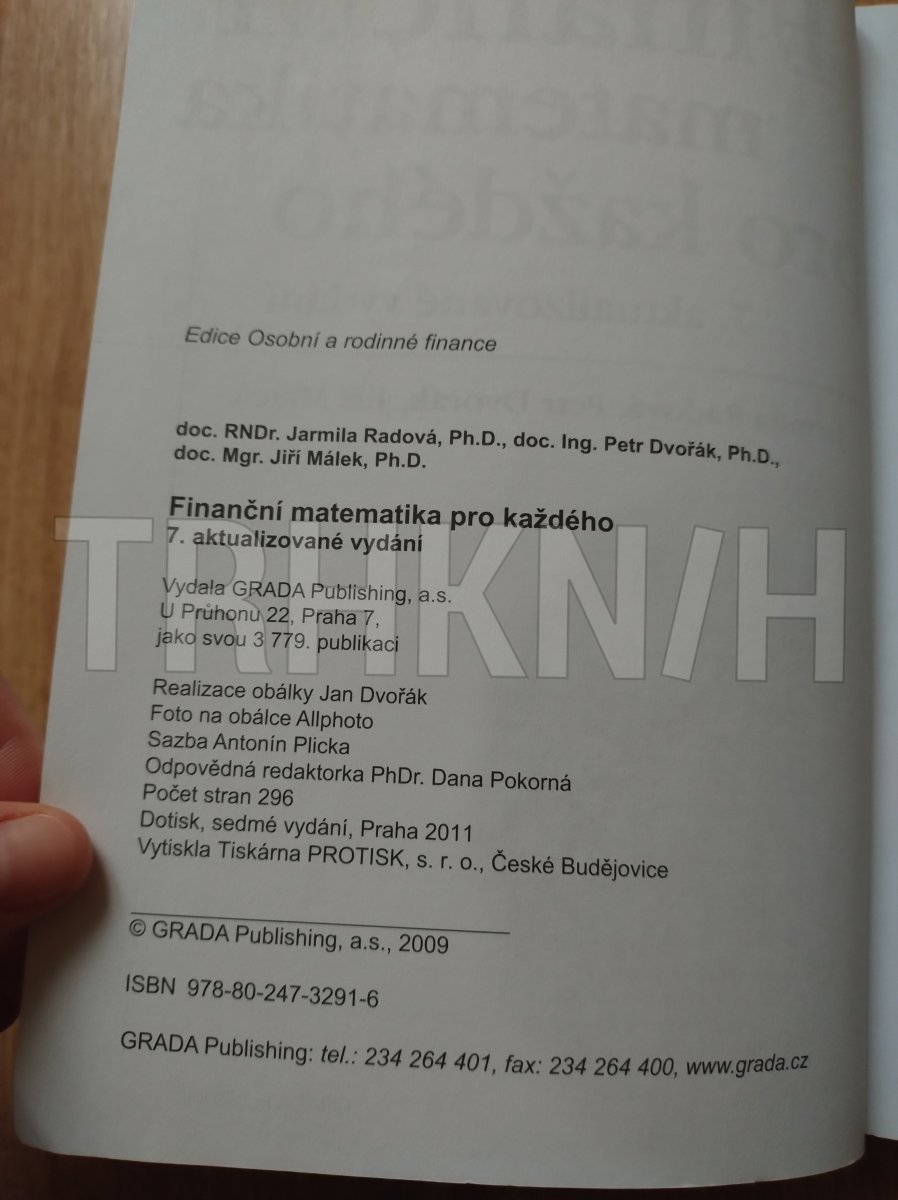 Edice Osobní a rodinné finance
doc. RNDr. Jarmila Radová, Ph.D., doc. Ing. Petr Dvořák, Ph.D.,
doc. Mgr. Jiří Málek, Ph.D.
Finanční matematika pro každého
7. aktualizované vydání
Vydala GRADA Publishing, a.s.
U Průhonu 22, Praha 7,
jako svou 3 779. publikaci
TRHKN/H
Realizace obálky Jan Dvořák
Foto na obálce Allphoto
Sazba Antonín Plicka
Odpovědná redaktorka PhDr. Dana Pokorná
Počet stran 296
Dotisk, sedmé vydání, Praha 2011
Vytiskla Tiskárna PROTISK, s. r. o., České Budějovice
© GRADA Publishing, a.s., 2009
ISBN 978-80-247-3291-6
GRADA Publishing: tel.: 234 264 401, fax: 234 264 400, www.grada.cz